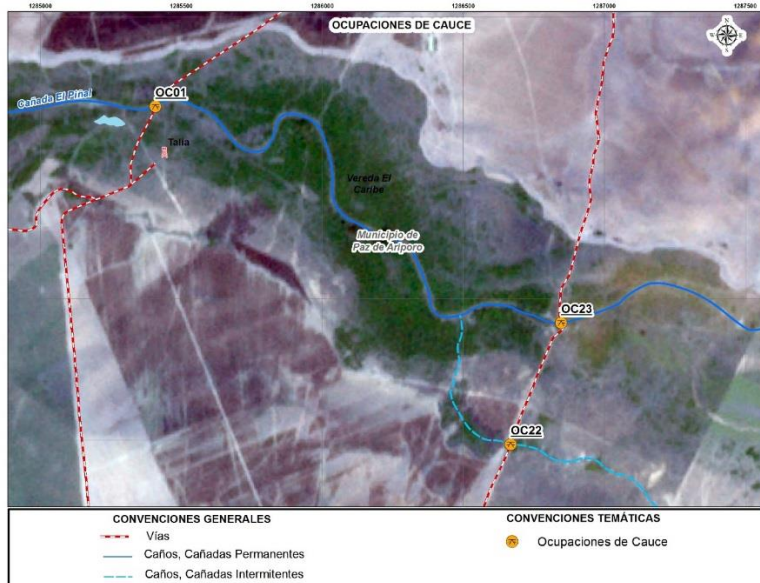 1285000 1285500 1286000 1286500 1287000 1287500
OCUPACIONES DE CAUCE
N
W E
S
Cañada El Piñal
OC01
Talía
Vereda El
Caribe
Municipio de
Paz de Ariporo
OC23
OC22
CONVENCIONES GENERALES
Vías
Caños, Cañadas Permanentes
Caños, Cañadas Intermitentes
CONVENCIONES TEMÁTICAS
Ocupaciones de Cauce